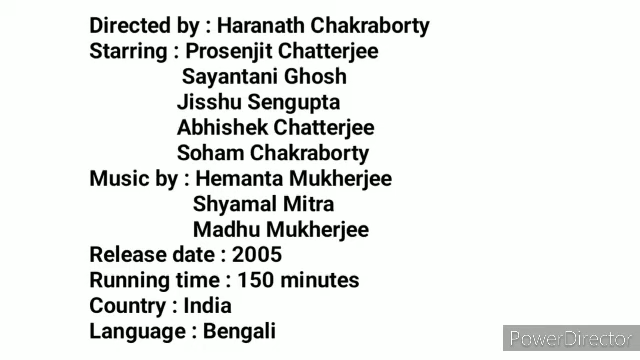 Directed by : Haranath Chakraborty
Starring : Prosenjit Chatterjee
Sayantani Ghosh
Jisshu Sengupta
Abhishek Chatterjee
Soham Chakraborty
Music by : Hemanta Mukherjee
Shyamal Mitra
Madhu Mukherjee
Release date : 2005
Running time : 150 minutes
Country : India
Language : Bengali
PowerDirector